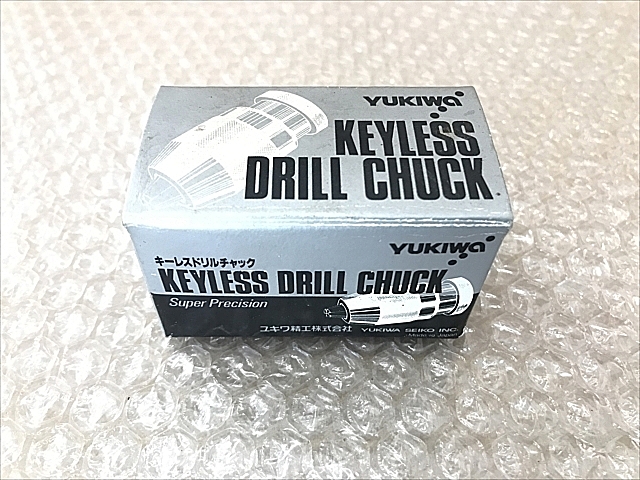 YUKIWA
KEYLESS
DRILL CHUCK
YUKIWA
キーレスドリルチャック
KEYLESS DRILL CHUCK
Super Precision
ユキワ精工株式会社 YUKIWA SEIKO INC.
Made in Japan